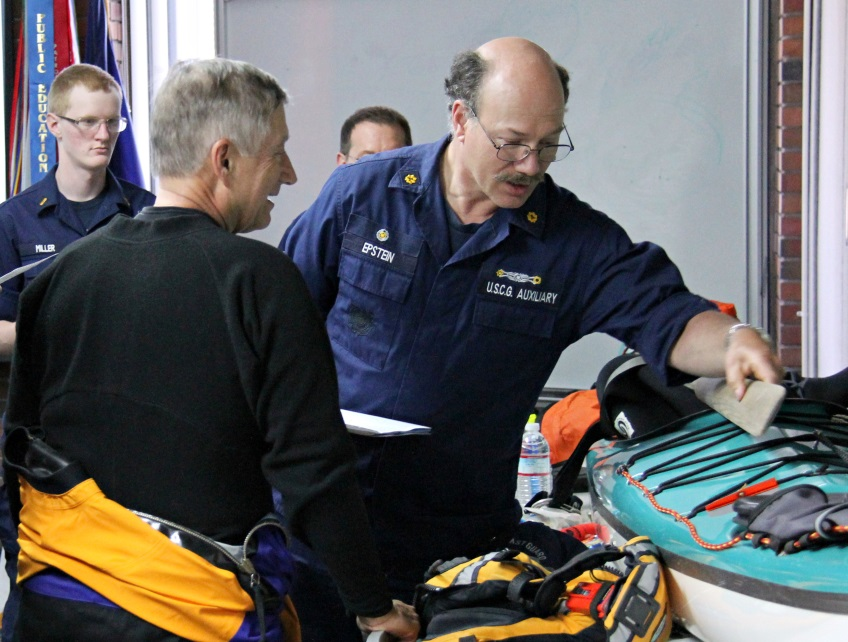 PUBLIC EDUCATION
MILLER
EPSTEIN
U.S.C.G. AUXILIARY